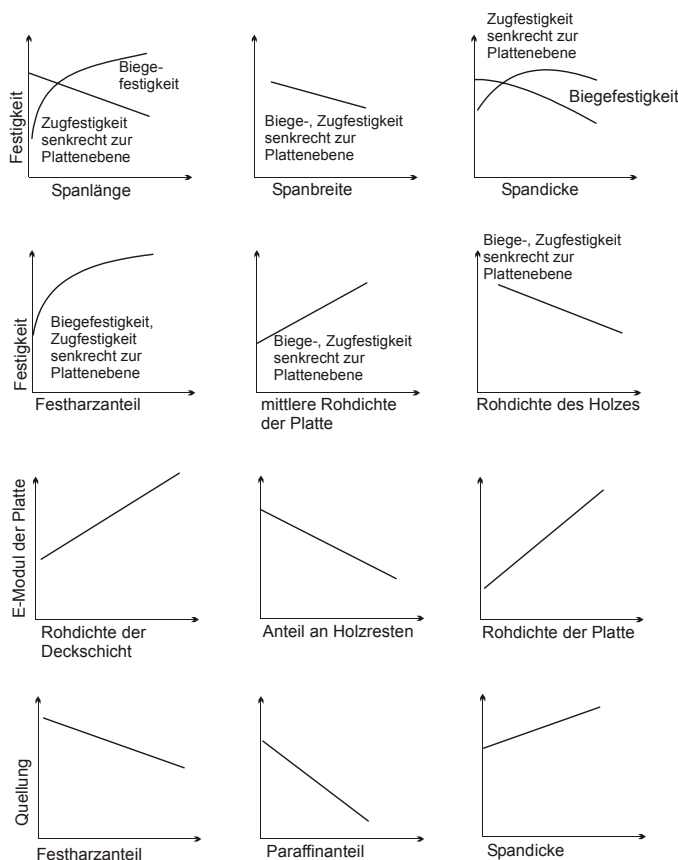 Festigkeit
Biege-
festigkeit
Zugfestigkeit
senkrecht zur
Plattenebene
Spanlänge
Biege-, Zugfestigkeit
senkrecht zur
Plattenebene
Spanbreite
Zugfestigkeit
senkrecht zur
Plattenebene
Biegefestigkeit
Spandicke
Festigkeit
Biegefestigkeit,
Zugfestigkeit
senkrecht zur
Plattenebene
Festharzanteil
Biege-, Zugfestigkeit
senkrecht zur
Plattenebene
mittlere Rohdichte
der Platte
Biege-, Zugfestigkeit
senkrecht zur
Plattenebene
Rohdichte des Holzes
E-Modul der Platte
Rohdichte der
Deckschicht
Anteil an Holzresten
Rohdichte der Platte
Quellung
Festharzanteil
Paraffinanteil
Spandicke